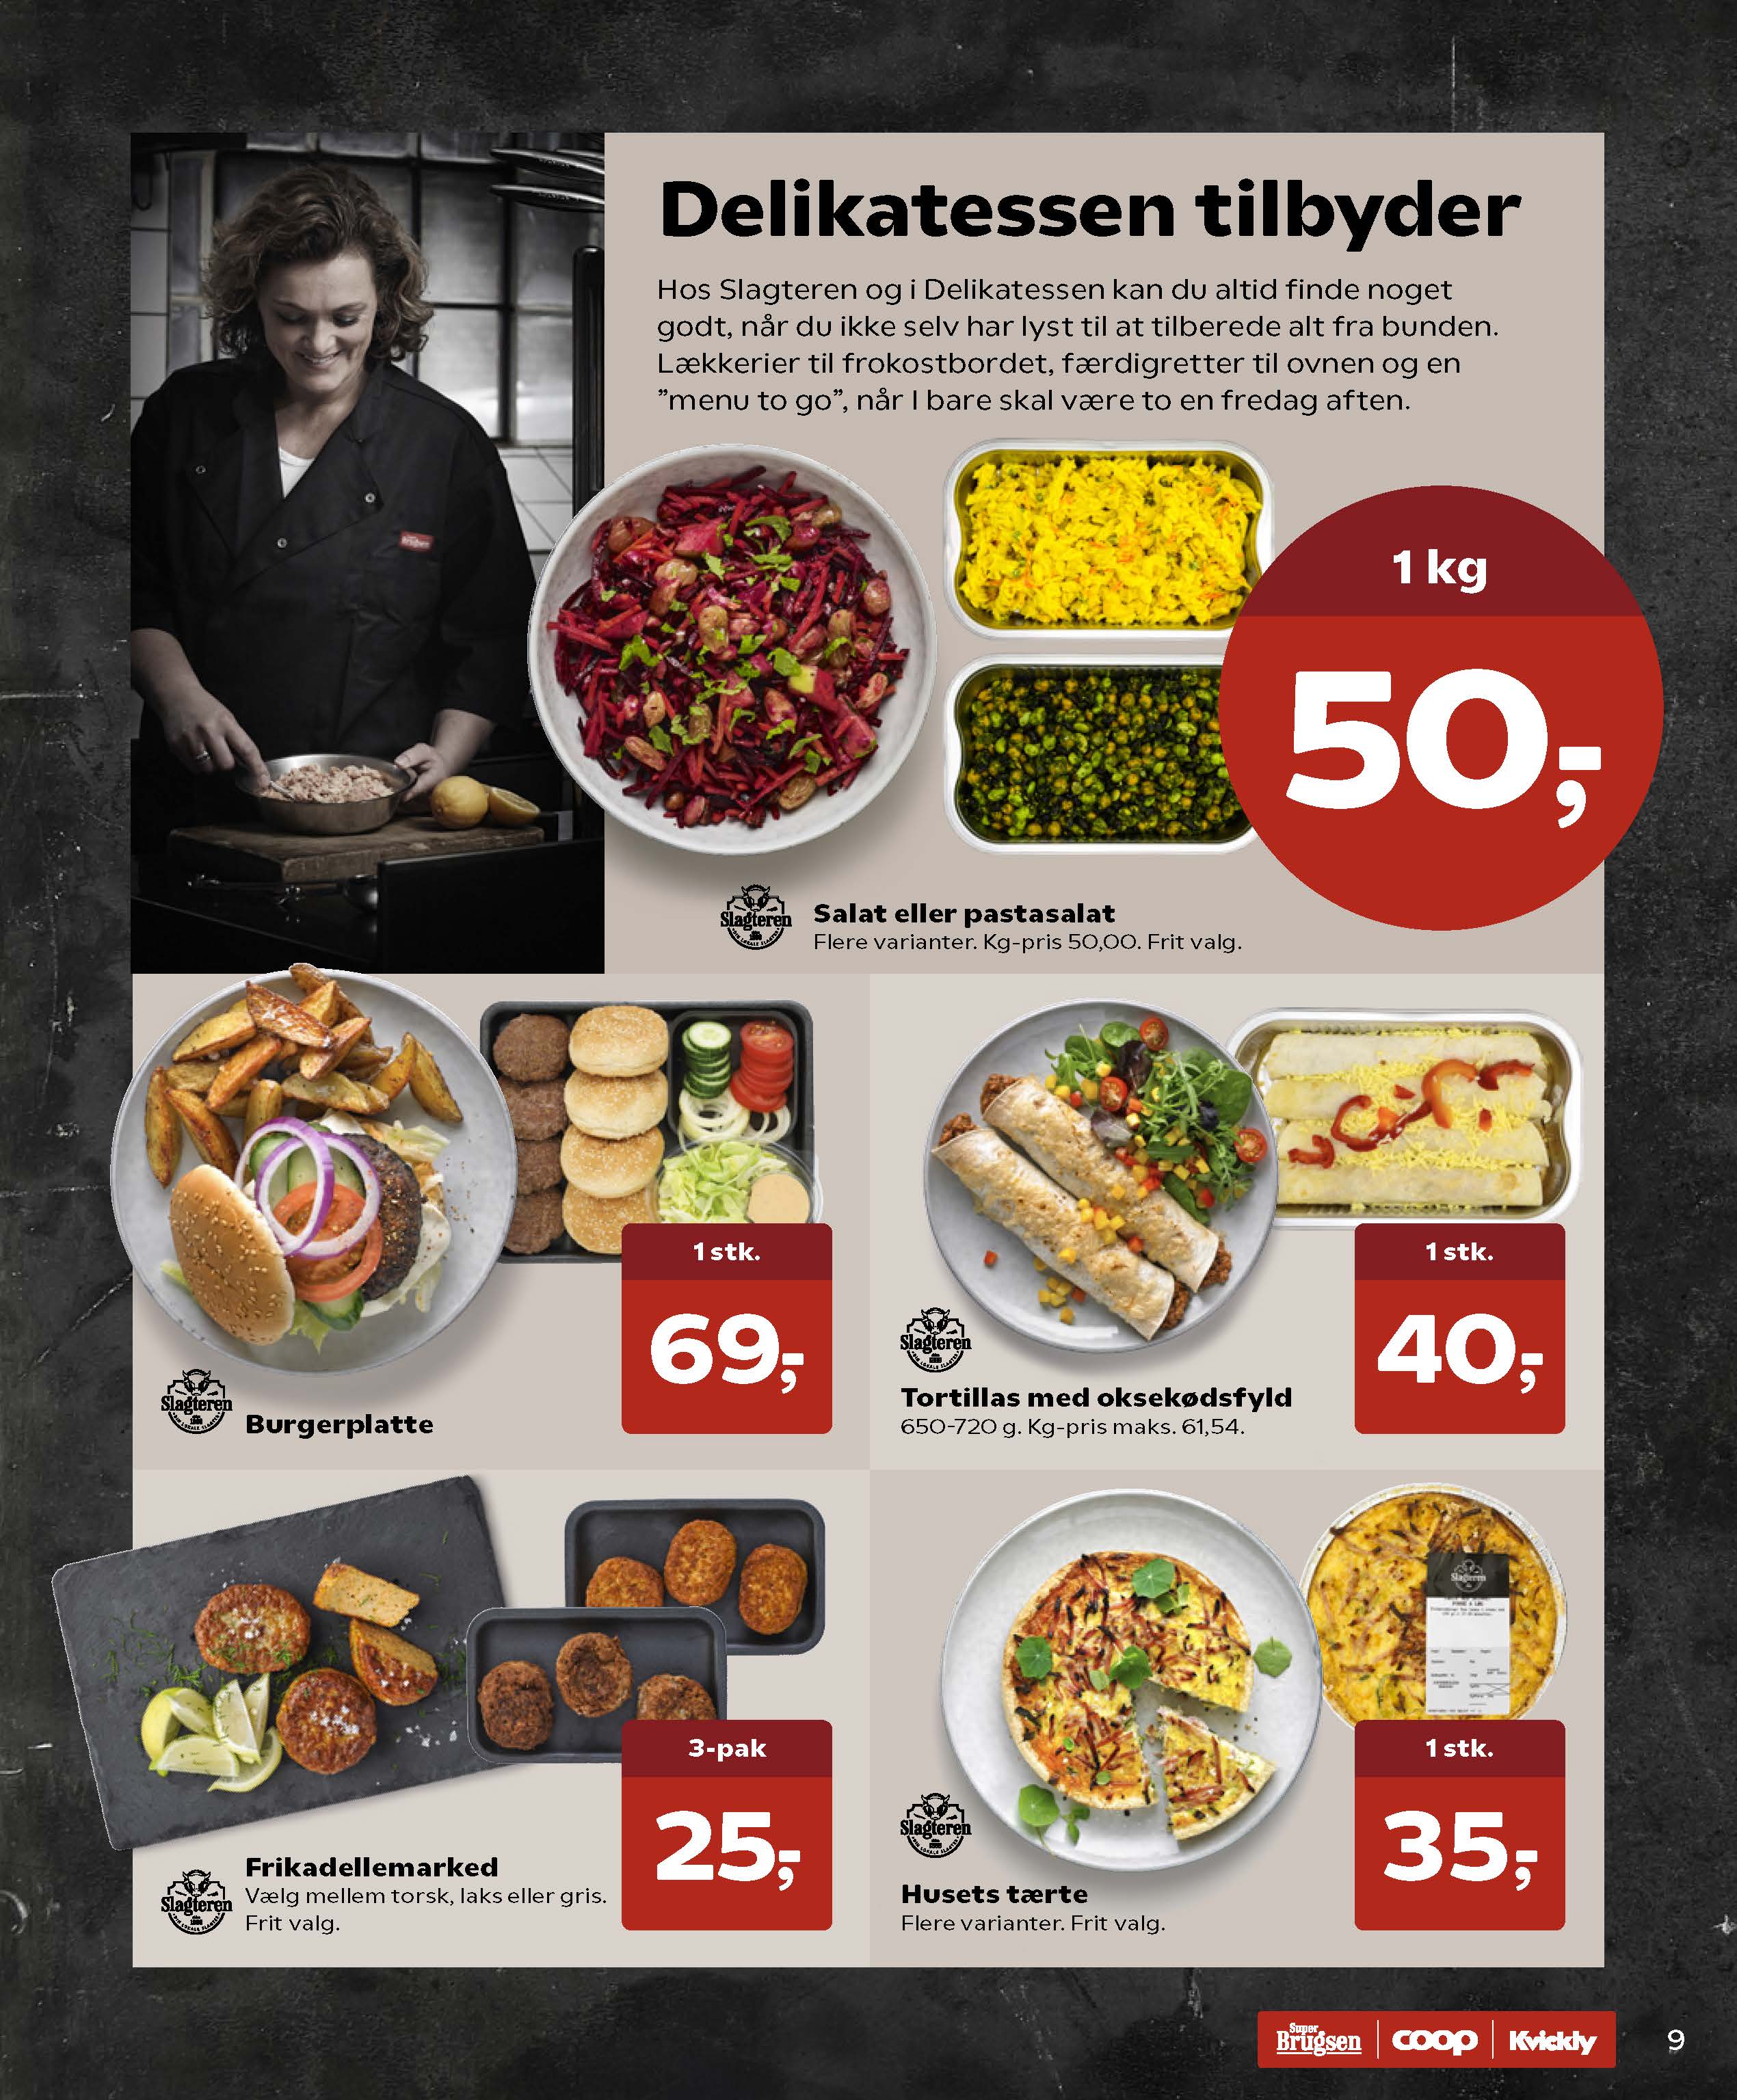 Delikatessen tilbyder
Hos Slagteren og i Delikatessen kan du altid finde noget
godt, når du ikke selv har lyst til at tilberede alt fra bunden.
Lækkerier til frokostbordet, færdigretter til ovnen og en
”menu to go”, når I bare skal være to en fredag aften.
Brugsen
1 kg
50,-
Slagteren
Salat eller pastasalat
Flere varianter. Kg-pris 50,00. Frit valg.
1 stk.
69,-
Slagteren
Burgerplatte
1 stk.
40,-
Slagteren
Tortillas med oksekødsfyld
650-720 g. Kg-pris maks. 61,54.
3-pak
25,-
Slagteren
Frikadellemarked
Vælg mellem torsk, laks eller gris.
Frit valg.
Slagteren
1 stk.
35,-
Slagteren
Husets tærte
Flere varianter. Frit valg.
Super
Brugsen
coop
Kvickly
9